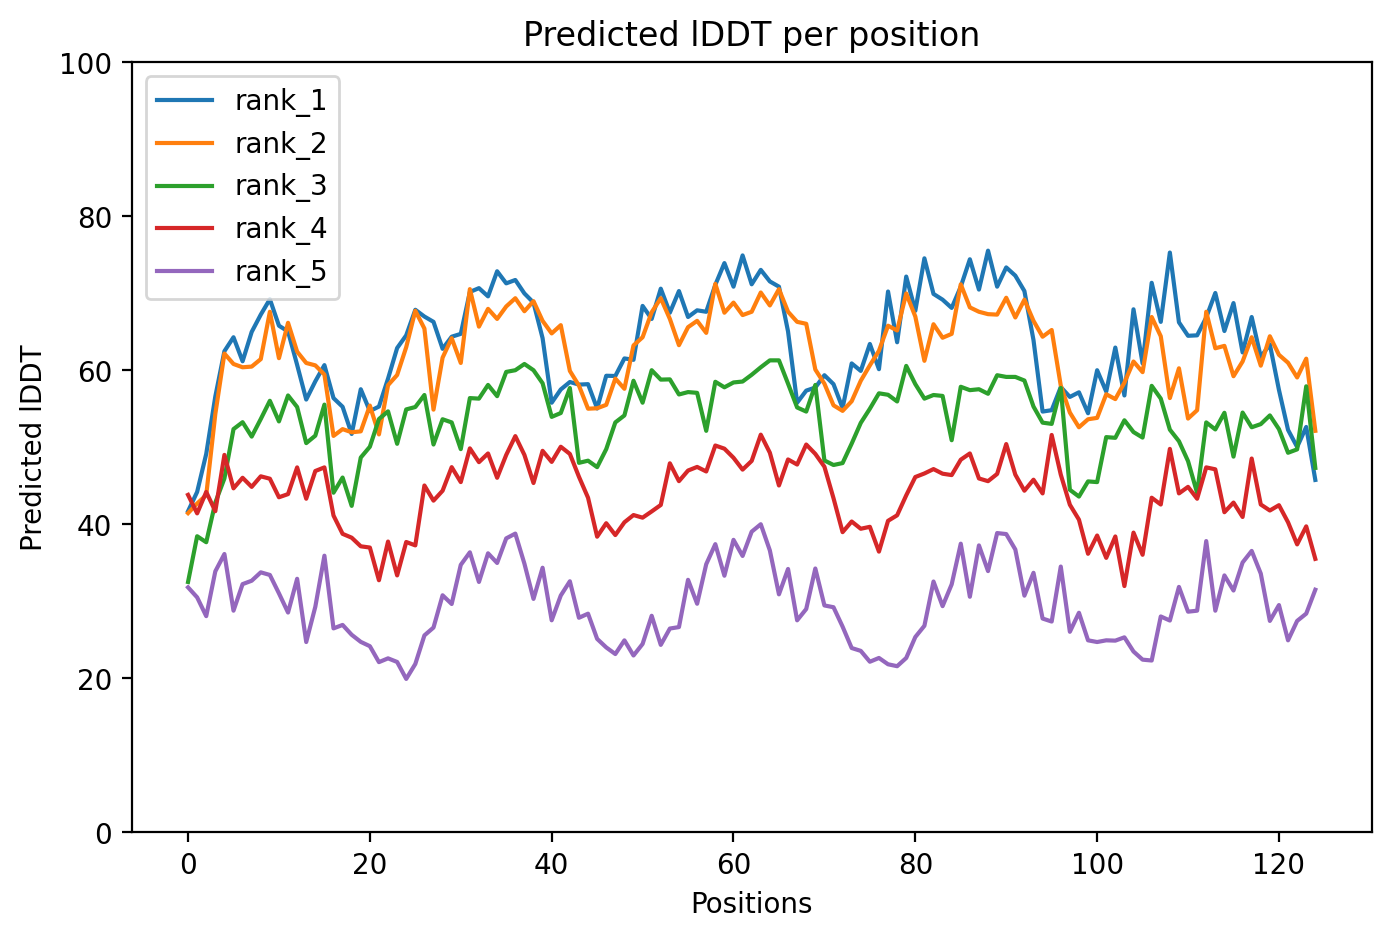 Predicted lDDT per position
100
80
60
40
20
0
Predicted lDDT
rank_1
rank_2
rank_3
rank_4
rank_5
0 20 40 60 80 100 120
Positions